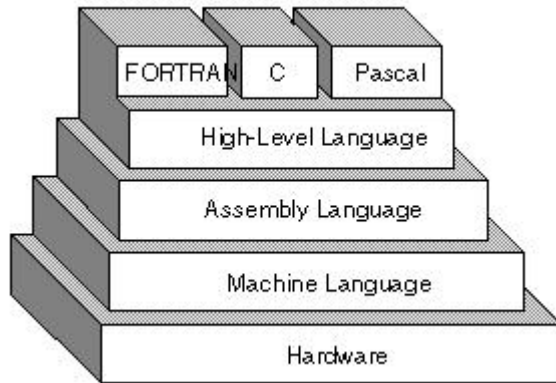 FORTRAN C Pascal
High-Level Language
Assembly Language
Machine Language
Hardware